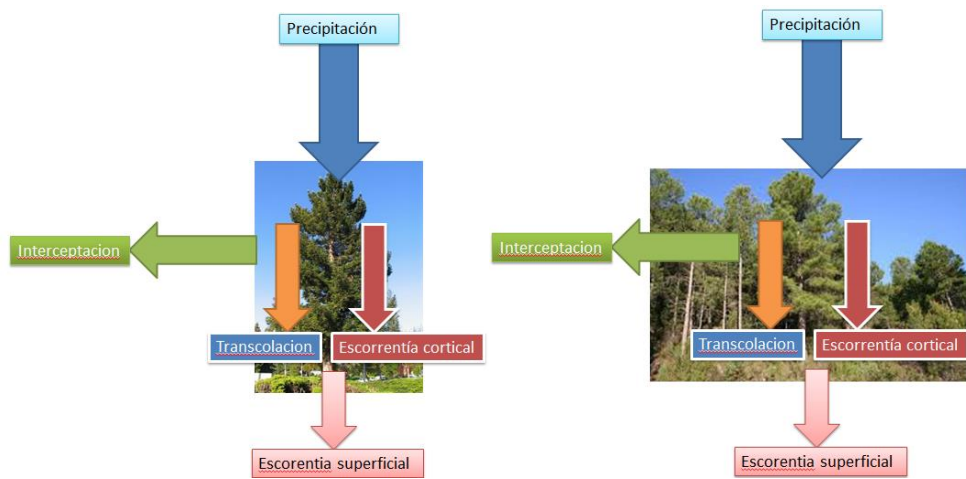 Precipitación
Precipitación
Interceptacion
Interceptacion
Transcolacion
Escorrentía cortical
Transcolacion
Escorrentía cortical
Escorentia superficial
Escorentia superficial